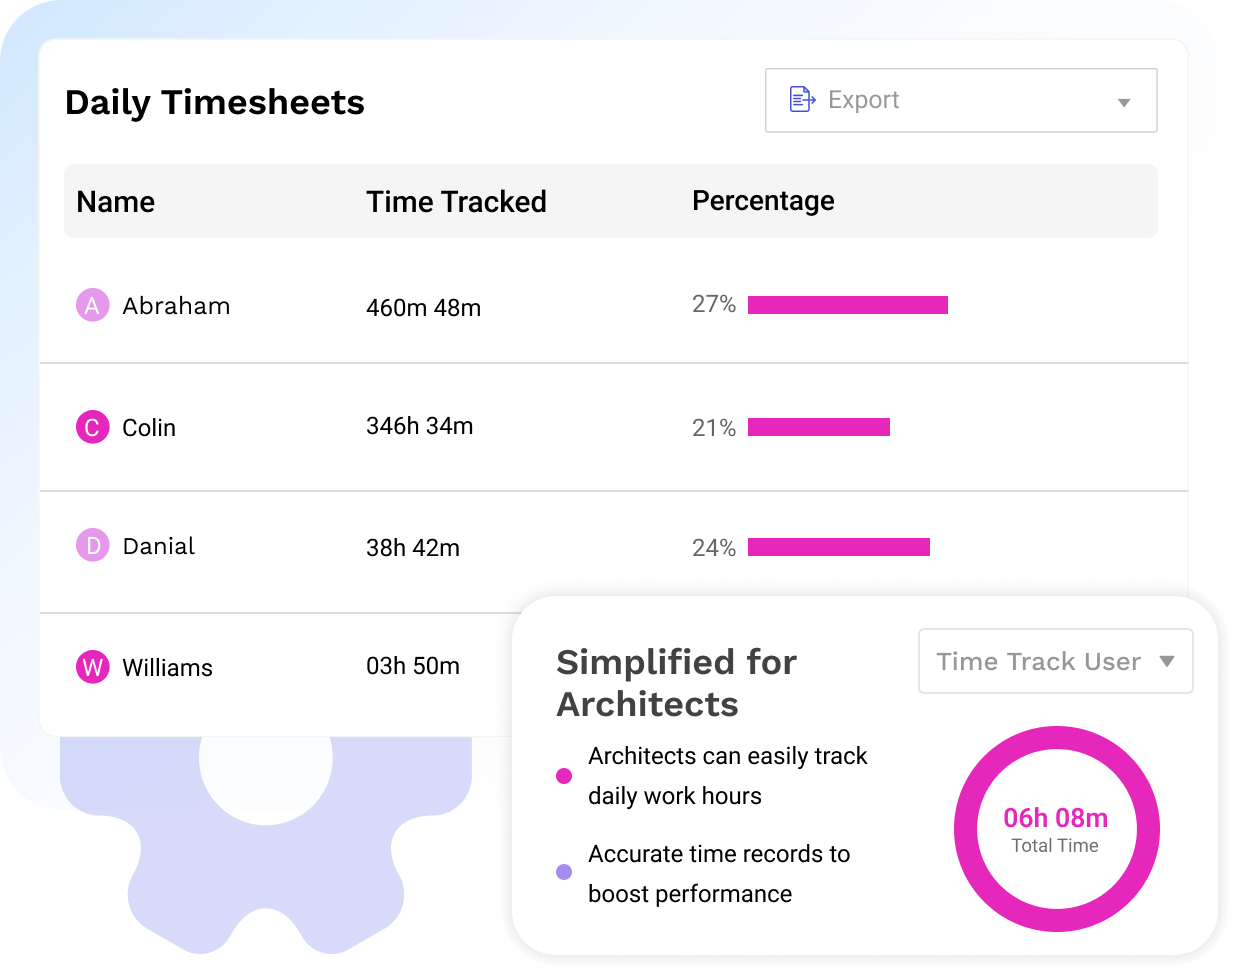 Daily Timesheets
Export
Name Time Tracked Percentage
A Abraham 460m 48m 27%
C Colin 346h 34m 21%
D Danial 38h 42m 24%
W Williams 03h 50m
Simplified for
Architects
Time Track User
Architects can easily track
daily work hours
Accurate time records to
boost performance
06h 08m
Total Time